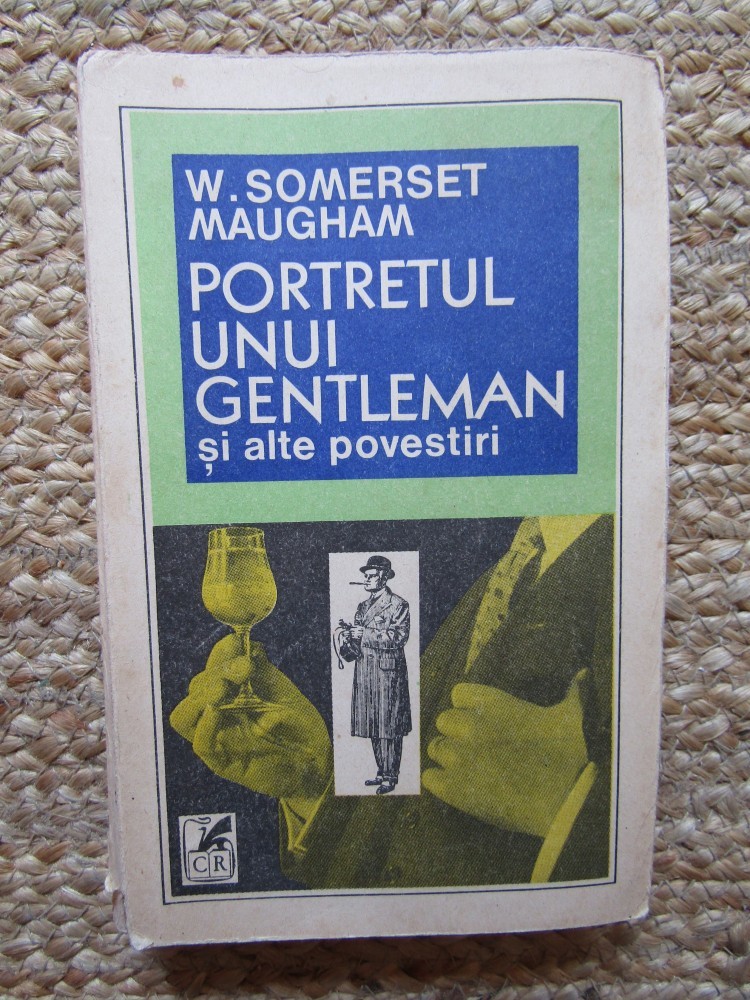 W. SOMERSET
MAUGHAM
PORTRETUL
UNUI
GENTLEMAN
și alte povestiri
CR